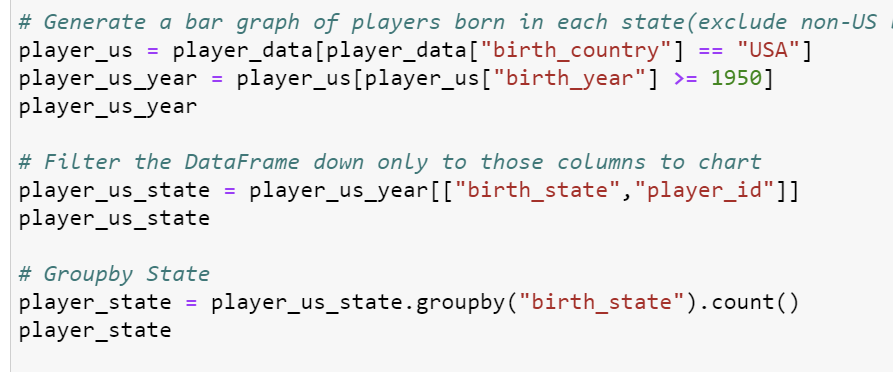 # Generate a bar graph of players born in each state(exclude non-US
player_us = player_data[player_data["birth_country"] == "USA"]
player_us_year = player_us[player_us["birth_year"] >= 1950]
player_us_year
# Filter the DataFrame down only to those columns to chart
player_us_state = player_us_year[["birth_state","player_id"]]
player_us_state
# Groupby State
player_state = player_us_state.groupby("birth_state").count()
player_state